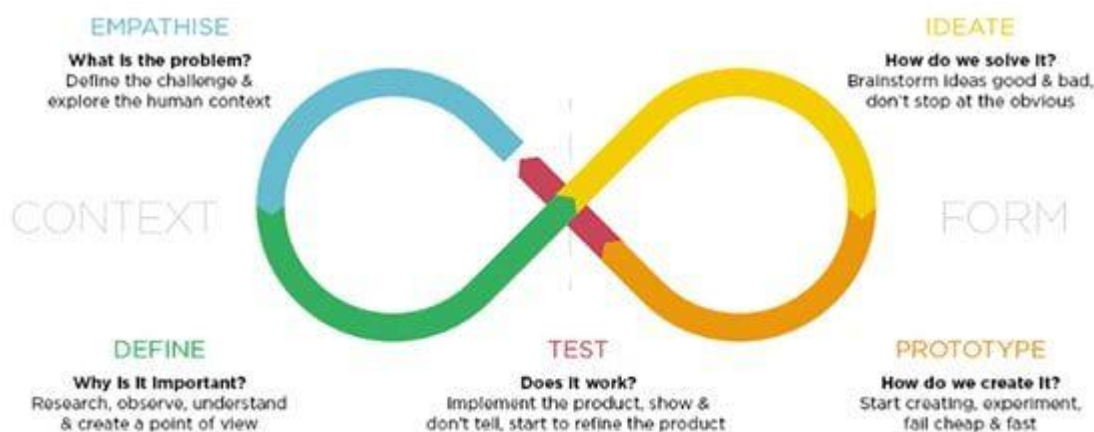 EMPATHISE
What is the problem?
Define the challenge &
explore the human context
IDEATE
How do we solve it?
Brainstorm ideas good & bad,
don't stop at the obvious
CONTEXT
FORM
DEFINE
Why is it important?
Research, observe, understand
& create a point of view
TEST
Does it work?
Implement the product, show &
don't tell, start to refine the product
PROTOTYPE
How do we create it?
Start creating, experiment,
fail cheap & fast